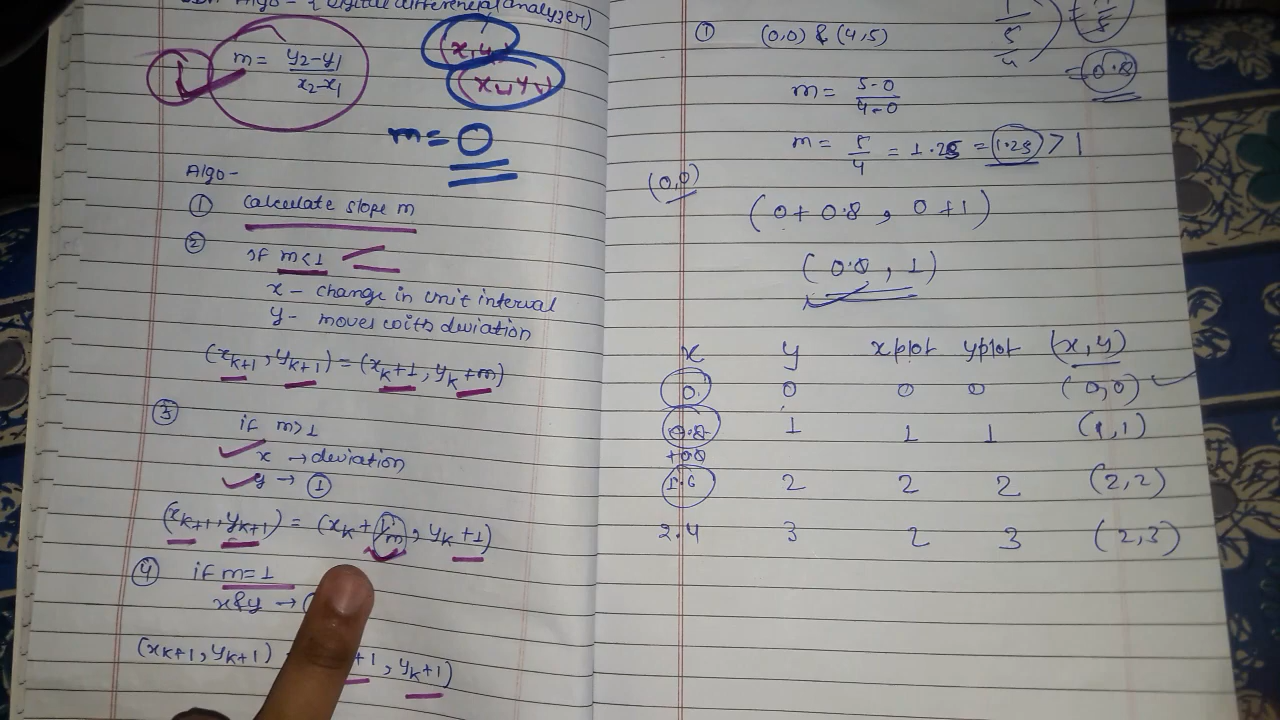 Algo - (digital differential analyzer)
m = y2-y1 / x2-x1
(x,y)
m = 0
Algo-
① calculate slope m
② if m<1
x - change in unit interval
y - moves with deviation
(xk+1, yk+1) = (xk+1, yk+m)
③ if m>1
x → deviation
y → ①
(xk+1, yk+1) = (xk + 1/m, yk+1)
④ if m=1
x&y →
(xk+1, yk+1) +1, yk+1)
① (0,0) & (4,5)
1
5/4
= 0.8
m = 5-0 / 4-0
m = 5/4 = 1.25 = 1.25 > 1
(0,0)
(0+0.8, 0+1)
(0.8, 1)
x y xplot yplot (x,y)
0 0 0 0 (0,0)
0.8 1 1 1 (1,1)
+0.8
1.6 2 2 2 (2,2)
2.4 3 2 3 (2,3)